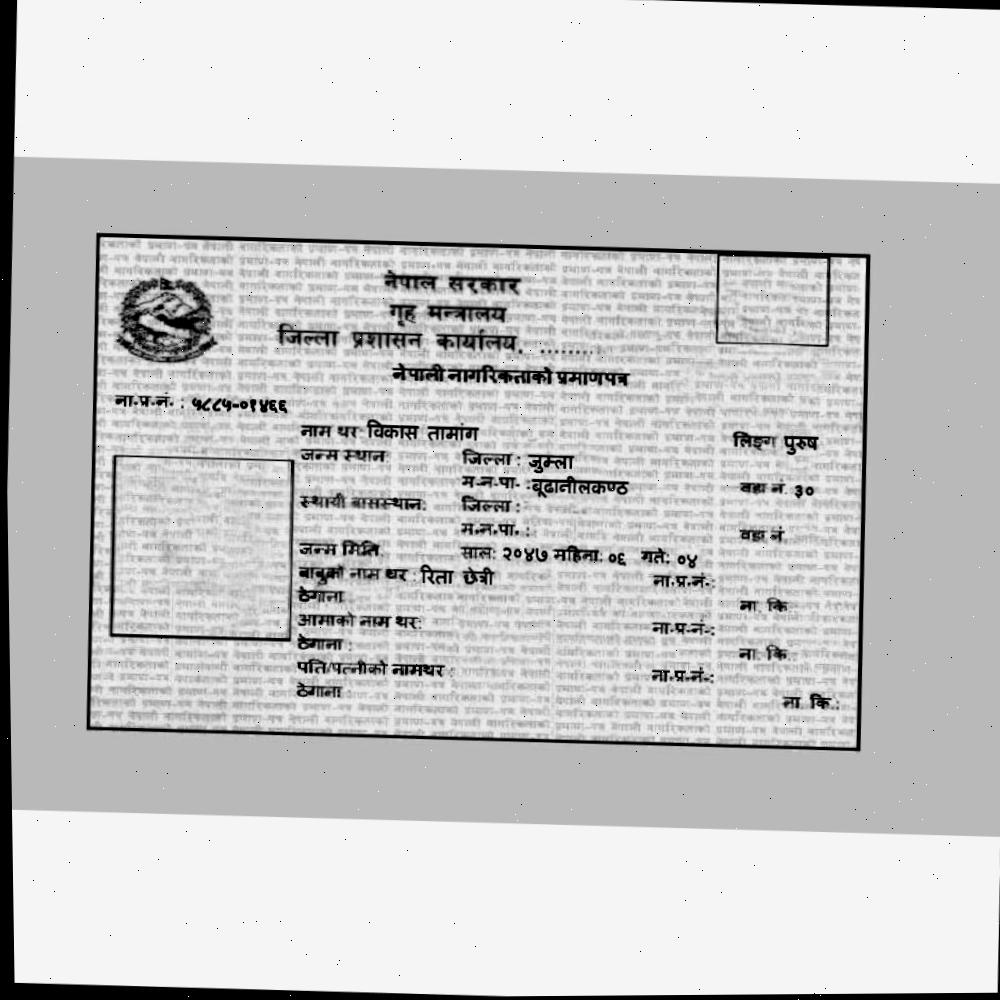 नेपाल सरकार
गृह मन्त्रालय
जिल्ला प्रशासन कार्यालय. .........
नेपाली नागरिकताको प्रमाणपत्र
ना.प्र.नं. : ५८८५-०१४६६
नाम थर विकास तामांग लिङ्ग पुरुष
जन्म स्थान: जिल्ला : जुम्ला
म.न.पा. : बूढानीलकण्ठ वडा नं. ३०
स्थायी बासस्थान: जिल्ला :
म.न.पा. : वडा नं.
जन्म मिति: साल: २०४७ महिना: ०६ गते: ०४
बाबुको नाम थर : रिता छेत्री ना.प्र.नं.:
ठेगाना : ना. कि.:
आमाको नाम थर: ना.प्र.नं.:
ठेगाना : ना. कि.:
पति/पत्नीको नामथर : ना.प्र.नं.:
ठेगाना : ना. कि.: